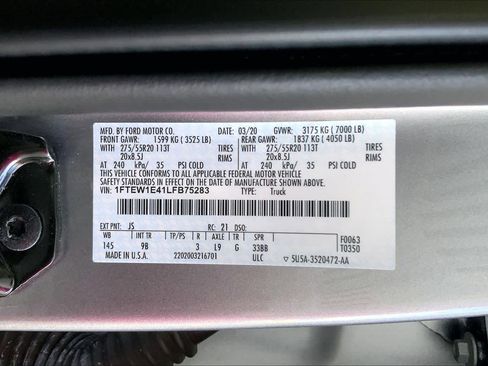 MFD. BY FORD MOTOR CO. 03/20 GVWR: 3175 KG ( 7000 LB)
FRONT GAWR: 1599 KG ( 3525 LB) REAR GAWR: 1837 KG ( 4050 LB)
WITH 275/55R20 113T TIRES WITH 275/55R20 113T TIRES
20x8.5J RIMS 20x8.5J RIMS
AT 240 kPa/ 35 PSI COLD AT 240 kPa/ 35 PSI COLD
THIS VEHICLE CONFORMS TO ALL APPLICABLE FEDERAL MOTOR VEHICLE
SAFETY STANDARDS IN EFFECT ON THE DATE OF MANUFACTURE SHOWN ABOVE.
VIN: 1FTEW1E41LFB75283 TYPE: Truck
EXT PNT: JS RC: 21 DSO:
WB INT TR TP/PS R AXLE TR SPR F0063
145 9B 3 L9 G 33BB T0350
MADE IN U.S.A. 2202003216701 ULC 5U5A-3520472-AA